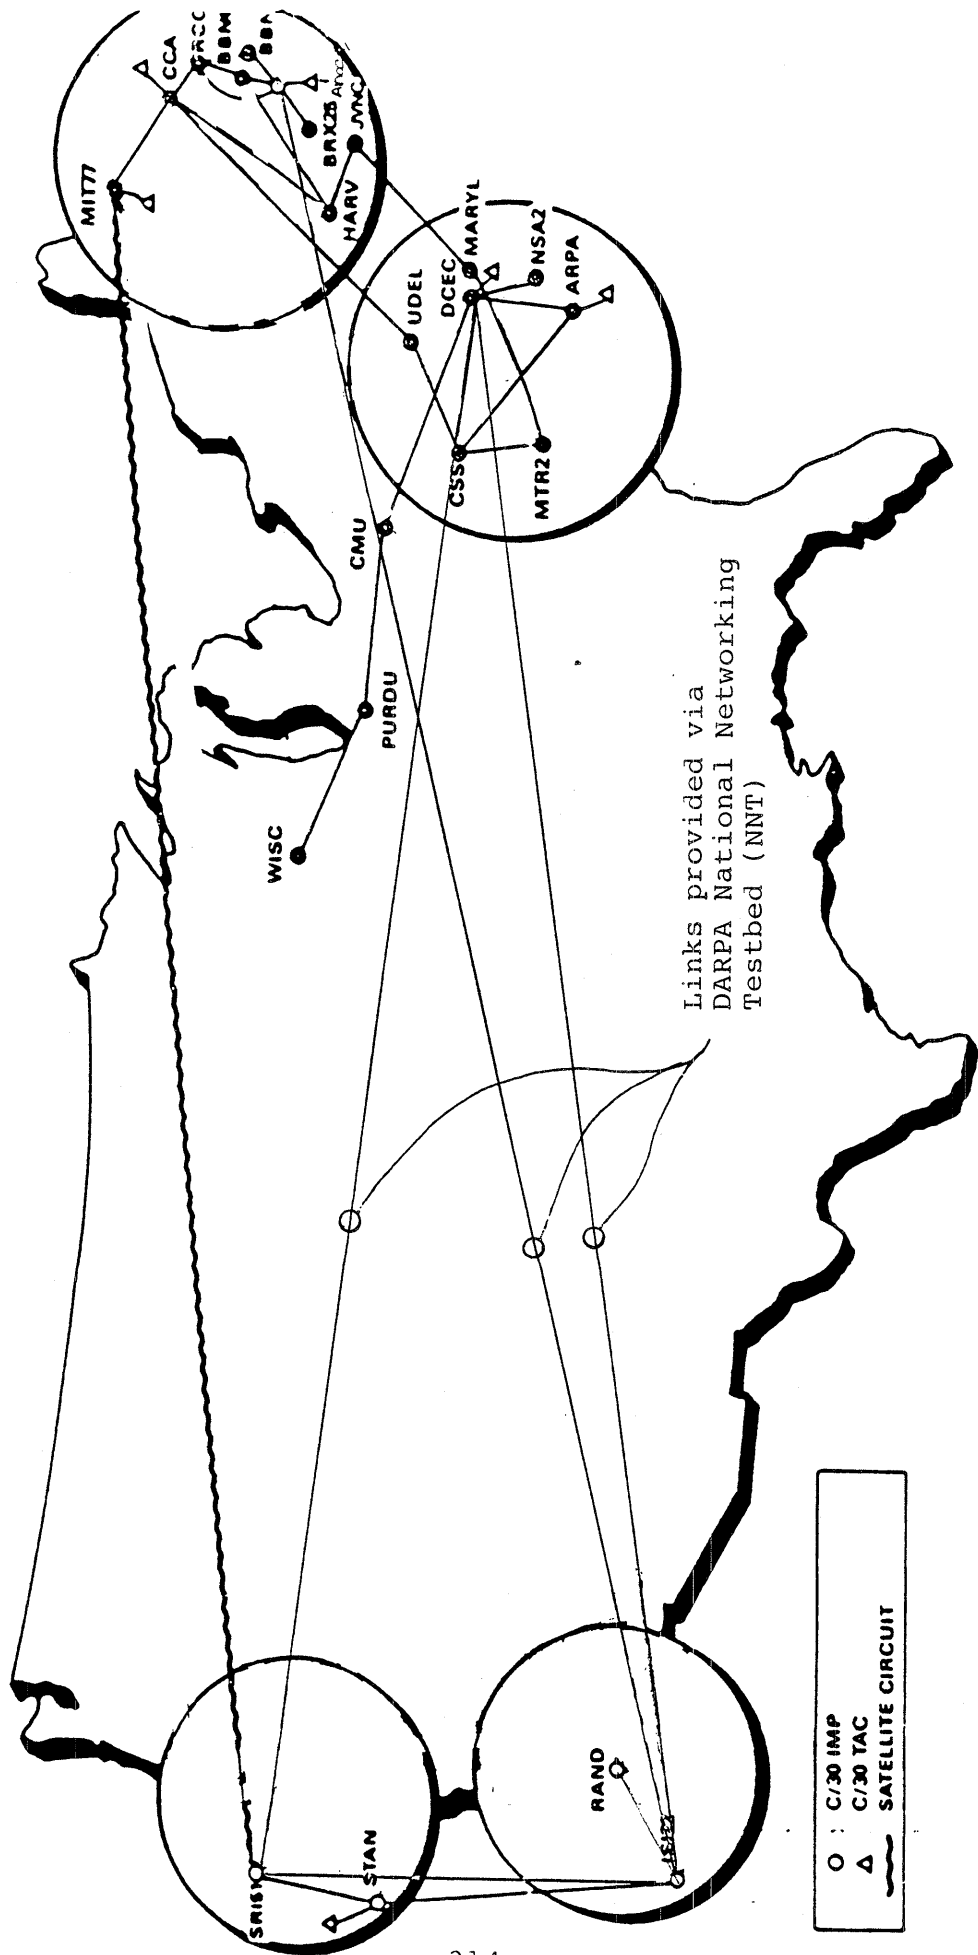 MIT77
CCA
BBN
HARV
JVNC
UDEL
DCEC
MARYL
NSA2
ARPA
CSS
MTR2
CMU
PURDU
WISC
Links provided via
DARPA National Networking
Testbed (NNT)
SRI51
STAN
RAND
C/30 IMP
C/30 TAC
SATELLITE CIRCUIT